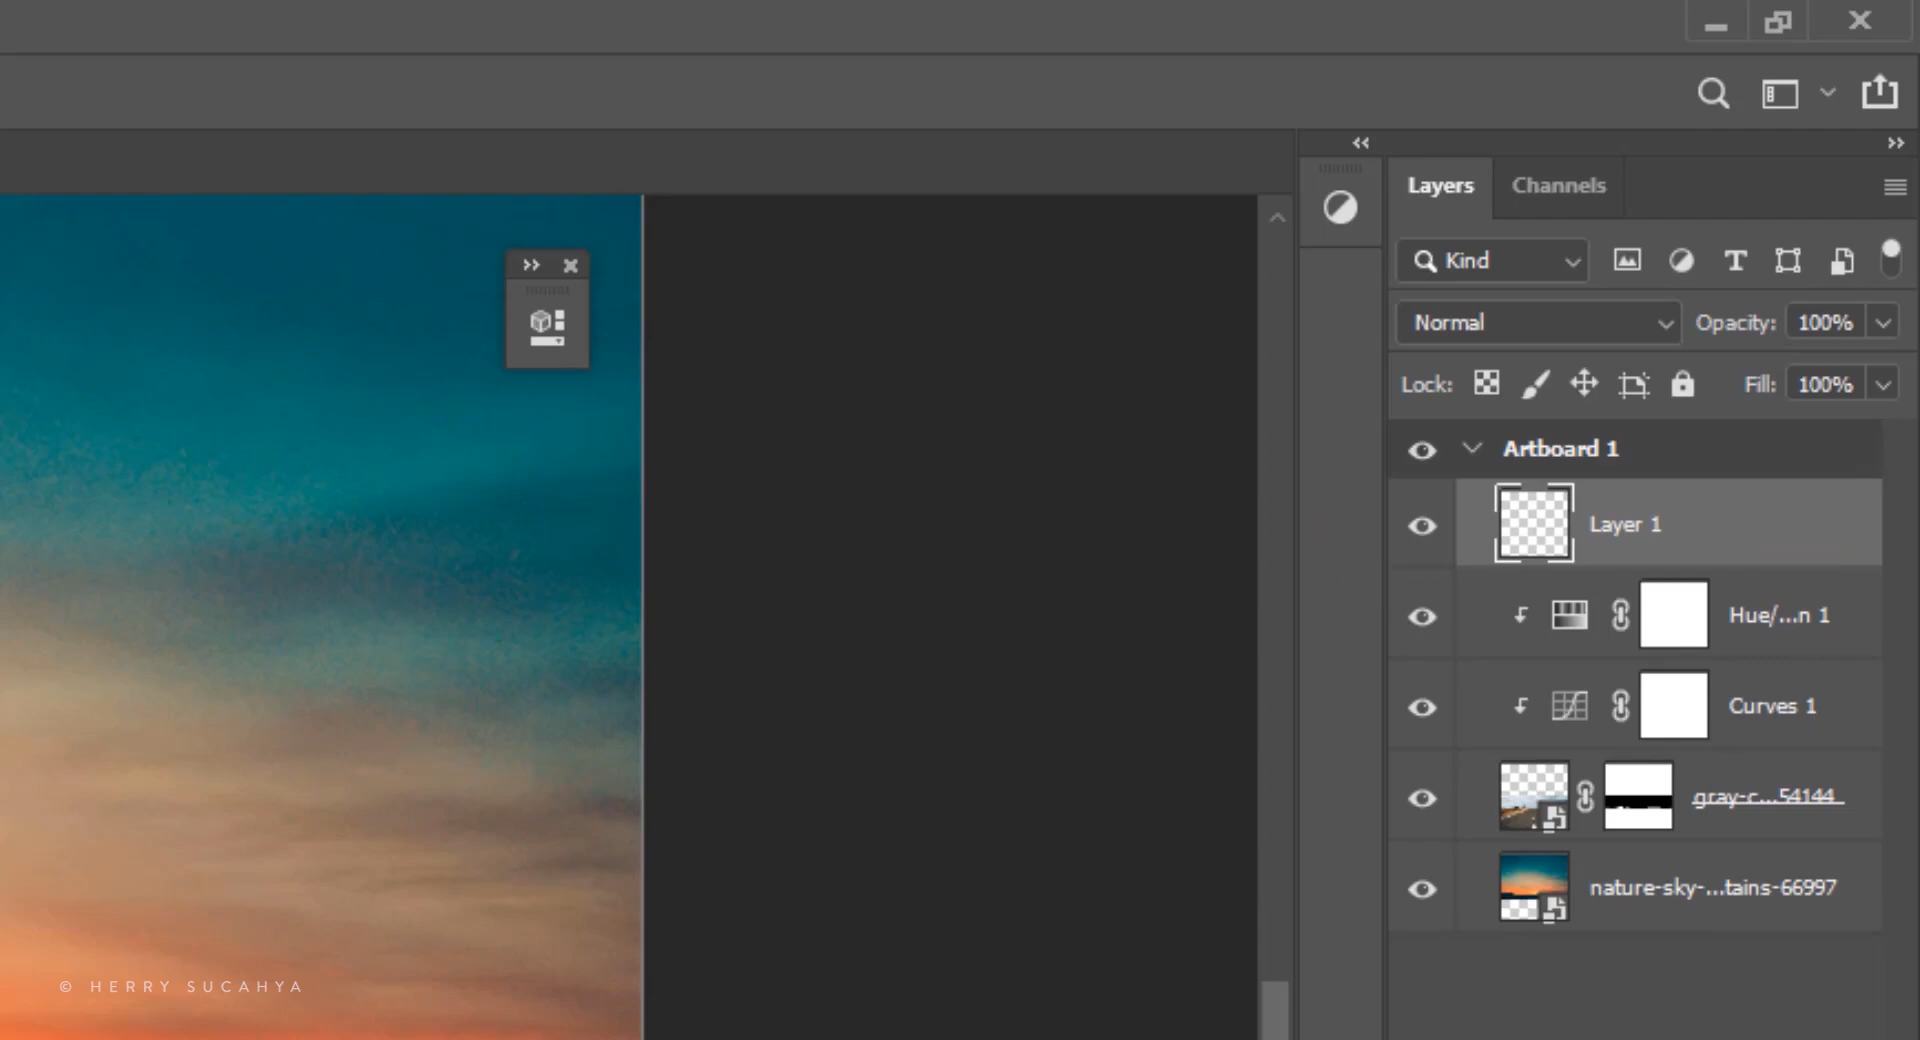 Layers Channels
Kind
Normal Opacity: 100%
Lock: Fill: 100%
Artboard 1
Layer 1
Hue/...n 1
Curves 1
gray-c...54144
nature-sky-...tains-66997
© HERRY SUCAHYA